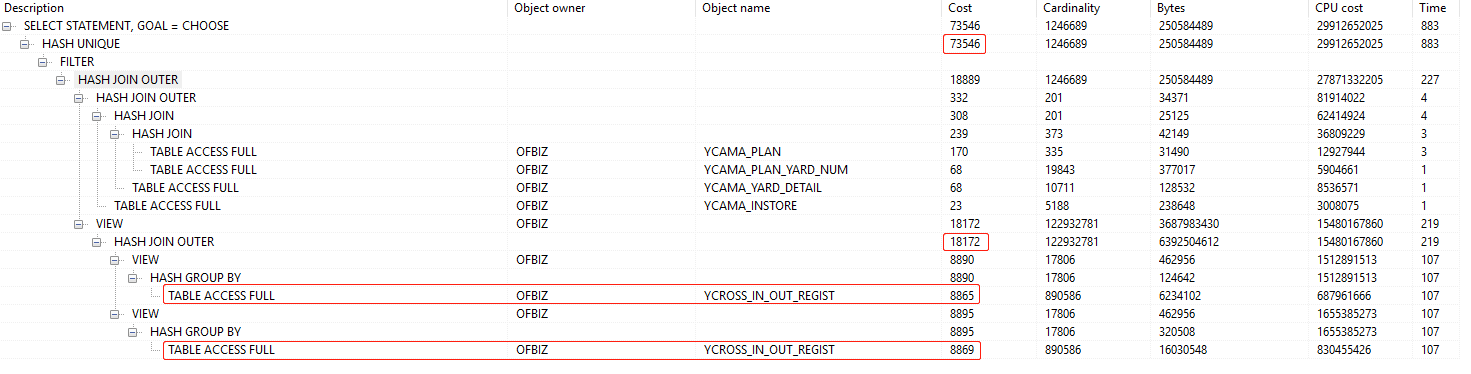 Description Object owner Object name Cost Cardinality Bytes CPU cost Time
SELECT STATEMENT, GOAL = CHOOSE 73546 1246689 250584489 29912652025 883
HASH UNIQUE 73546 1246689 250584489 29912652025 883
FILTER
HASH JOIN OUTER 18889 1246689 250584489 27871332205 227
HASH JOIN OUTER 332 201 34371 81914022 4
HASH JOIN 308 201 25125 62414924 4
HASH JOIN 239 373 42149 36809229 3
TABLE ACCESS FULL OFBIZ YCAMA_PLAN 170 335 31490 12927944 3
TABLE ACCESS FULL OFBIZ YCAMA_PLAN_YARD_NUM 68 19843 377017 5904661 1
TABLE ACCESS FULL OFBIZ YCAMA_YARD_DETAIL 68 10711 128532 8536571 1
TABLE ACCESS FULL OFBIZ YCAMA_INSTORE 23 5188 238648 3008075 1
VIEW OFBIZ 18172 122932781 3687983430 15480167860 219
HASH JOIN OUTER 18172 122932781 6392504612 15480167860 219
VIEW OFBIZ 8890 17806 462956 1512891513 107
HASH GROUP BY 8890 17806 124642 1512891513 107
TABLE ACCESS FULL OFBIZ YCROSS_IN_OUT_REGIST 8865 890586 6234102 687961666 107
VIEW OFBIZ 8895 17806 462956 1655385273 107
HASH GROUP BY 8895 17806 320508 1655385273 107
TABLE ACCESS FULL OFBIZ YCROSS_IN_OUT_REGIST 8869 890586 16030548 830455426 107